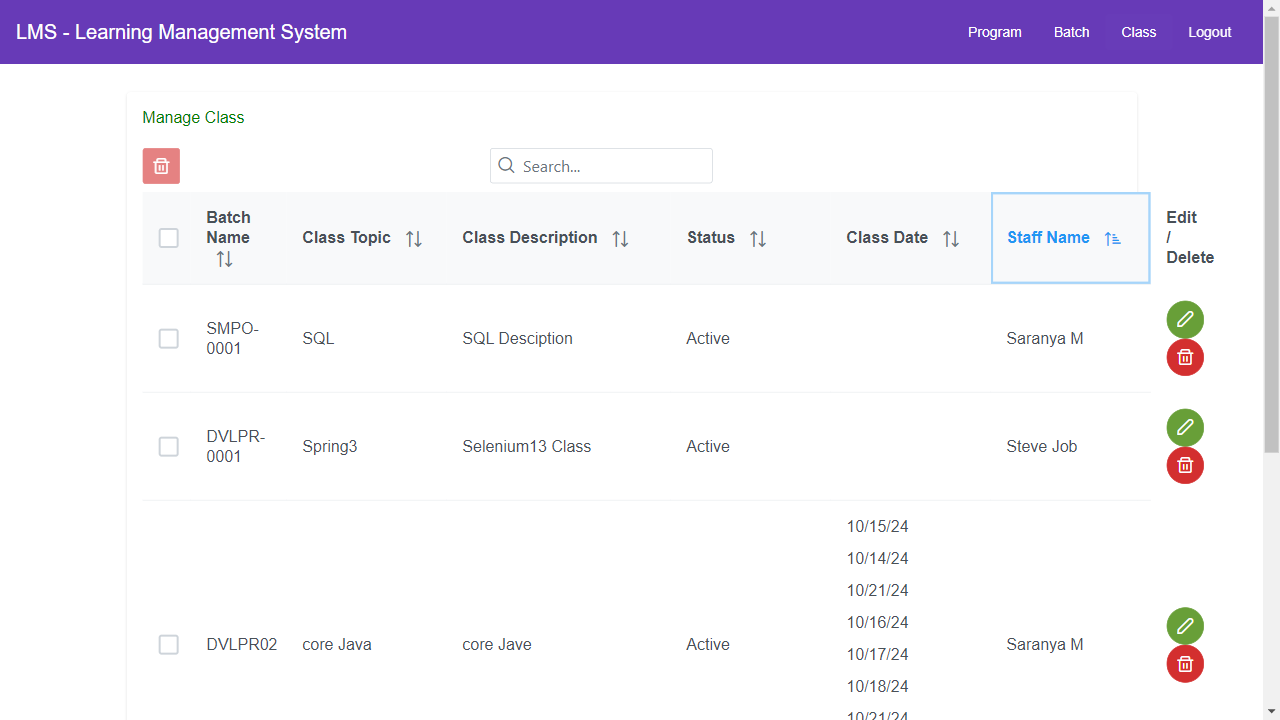 LMS - Learning Management System
Program
Batch
Class
Logout
Manage Class
Search...
Batch
Name
Class Topic
Class Description
Status
Class Date
Staff Name
Edit
/
Delete
SMPO-
0001
SQL
SQL Desciption
Active
Saranya M
DVLPR-
0001
Spring3
Selenium13 Class
Active
Steve Job
DVLPR02
core Java
core Jave
Active
10/15/24
10/14/24
10/21/24
10/16/24
10/17/24
10/18/24
10/21/24
Saranya M